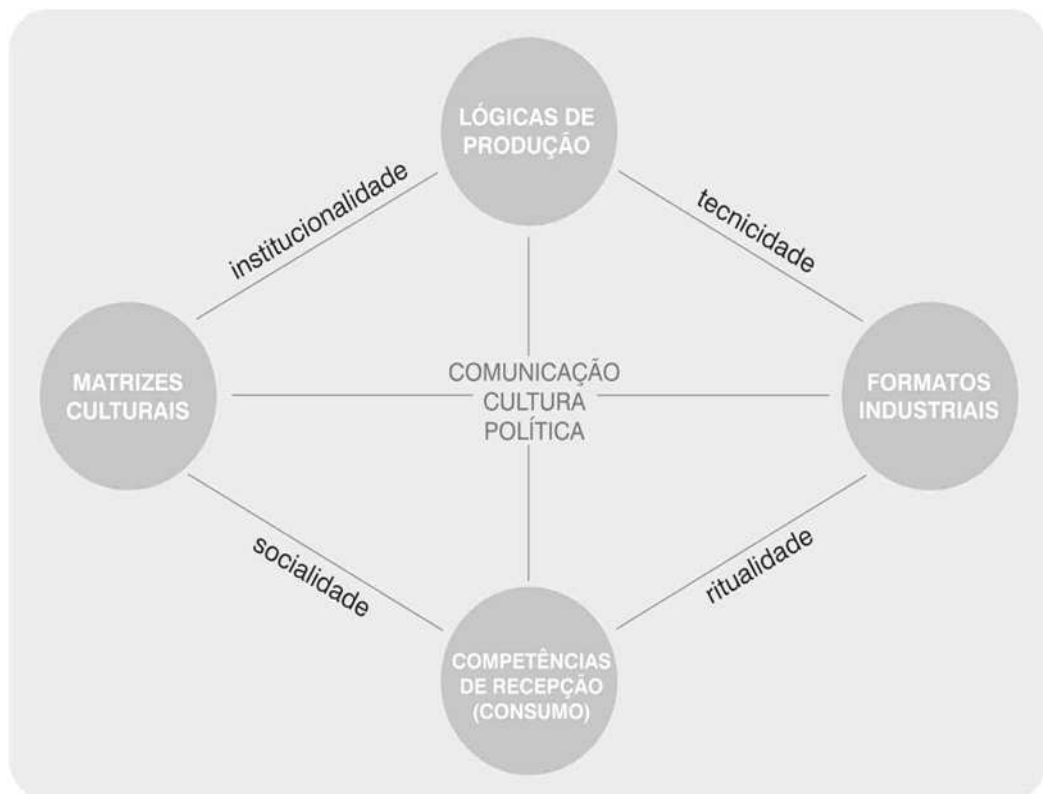 LÓGICAS DE
PRODUÇÃO
institucionalidade
tecnicidade
MATRIZES
CULTURAIS
COMUNICAÇÃO
CULTURA
POLÍTICA
FORMATOS
INDUSTRIAIS
socialidade
ritualidade
COMPETÊNCIAS
DE RECEPÇÃO
(CONSUMO)